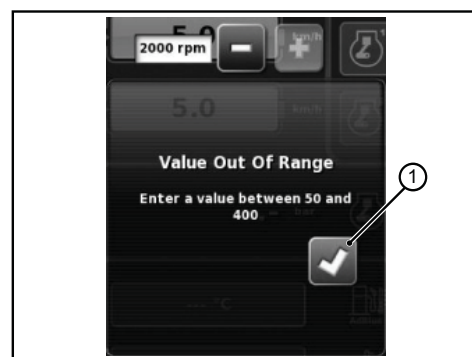 5.0 km/h
2000 rpm
5.0 km/h
Value Out Of Range
Enter a value between 50 and
400
bar
--- °C
1